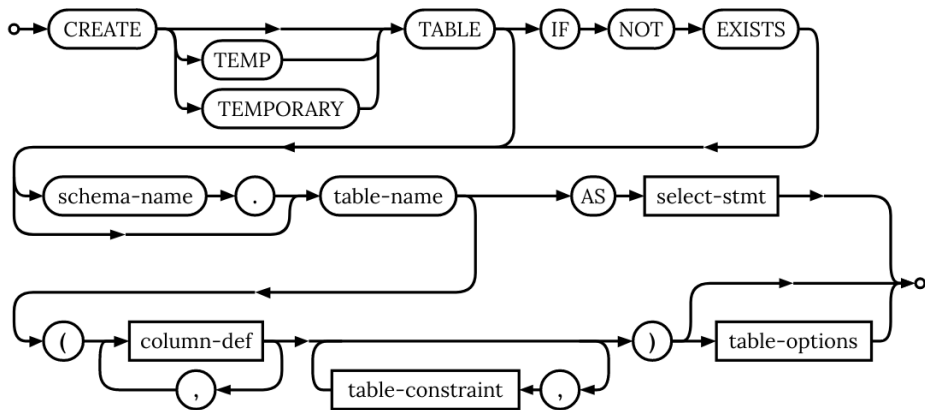 CREATE TABLE IF NOT EXISTS
TEMP
TEMPORARY
schema-name . table-name AS select-stmt
( column-def ) table-options
, table-constraint ,